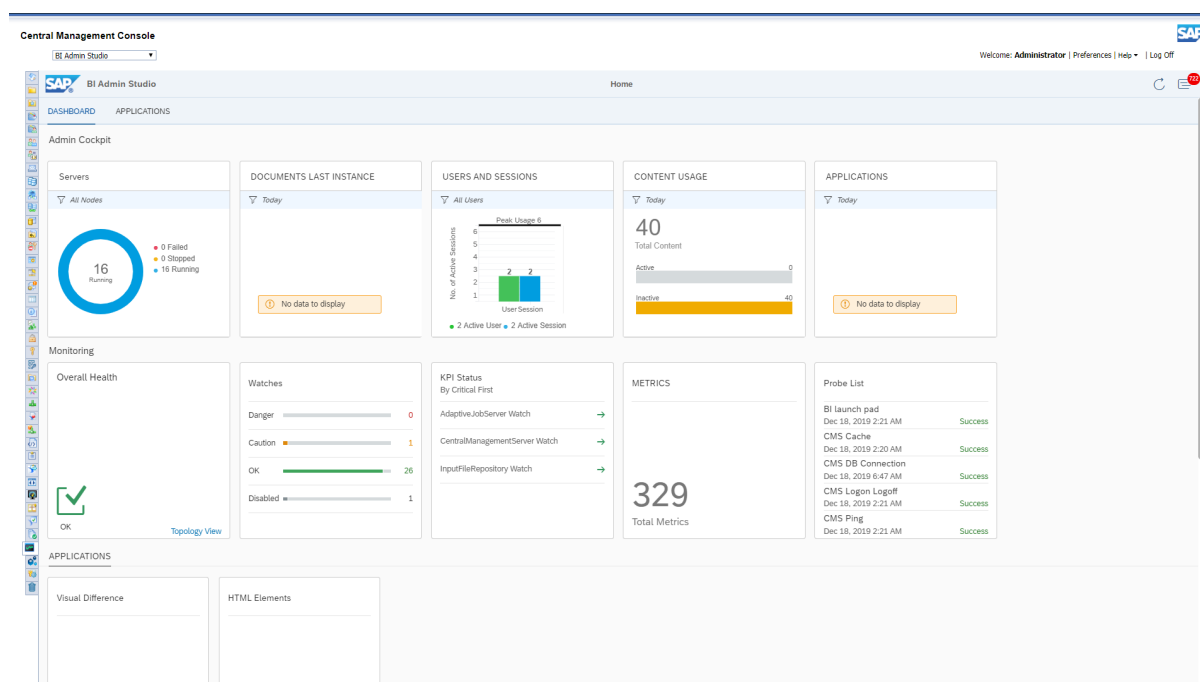 SAP
Central Management Console
BI Admin Studio
Welcome: Administrator | Preferences | Help | Log Off
SAP BI Admin Studio
Home
722
DASHBOARD APPLICATIONS
Admin Cockpit
Servers
All Nodes
16
Running
0 Failed
0 Stopped
16 Running
DOCUMENTS LAST INSTANCE
Today
No data to display
USERS AND SESSIONS
All Users
Peak Usage 6
No. of Active Sessions
6
5
4
3
2
1
2 2
User Session
2 Active User 2 Active Session
CONTENT USAGE
Today
40
Total Content
Active 0
Inactive 40
APPLICATIONS
Today
No data to display
Monitoring
Overall Health
OK
Topology View
Watches
Danger 0
Caution 1
OK 26
Disabled 1
KPI Status
By Critical First
AdaptiveJobServer Watch
CentralManagementServer Watch
InputFileRepository Watch
METRICS
329
Total Metrics
Probe List
BI launch pad
Dec 18, 2019 2:21 AM Success
CMS Cache
Dec 18, 2019 2:20 AM Success
CMS DB Connection
Dec 18, 2019 6:47 AM Success
CMS Logon Logoff
Dec 18, 2019 2:21 AM Success
CMS Ping
Dec 18, 2019 2:21 AM Success
APPLICATIONS
Visual Difference
HTML Elements